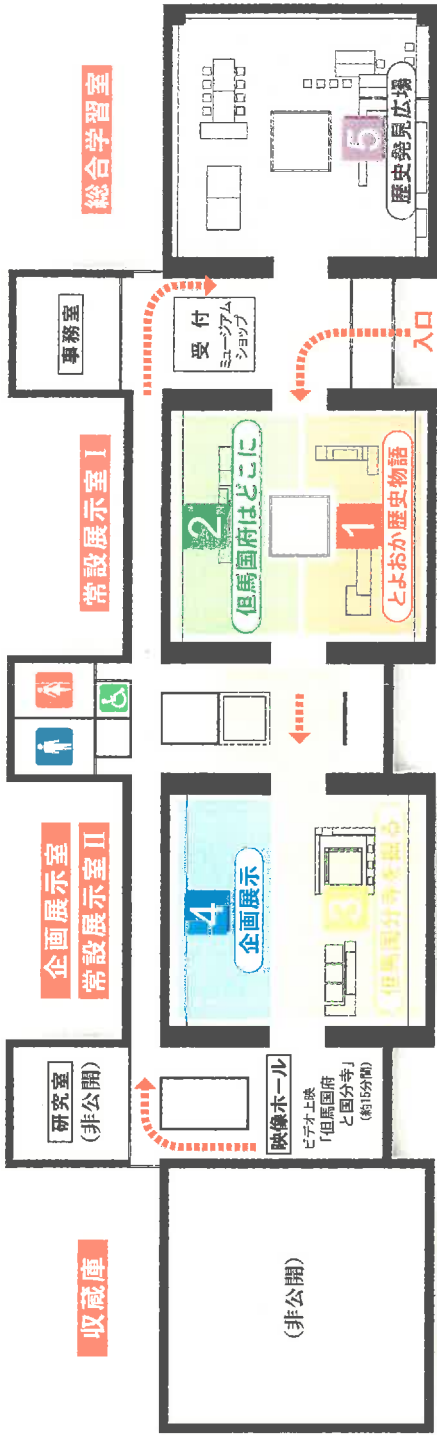 収蔵庫
企画展示室
常設展示室Ⅱ
常設展示室Ⅰ
総合学習室
研究室
(非公開)
事務室
(非公開)
映像ホール
ビデオ上映
「但馬国府
と国分寺」
(約15分間)
4
企画展示
3
但馬国分寺を掘る
2
但馬国府はどこに
1
とよおか歴史物語
受付
ミュージアム
ショップ
入口
5
歴史発見広場